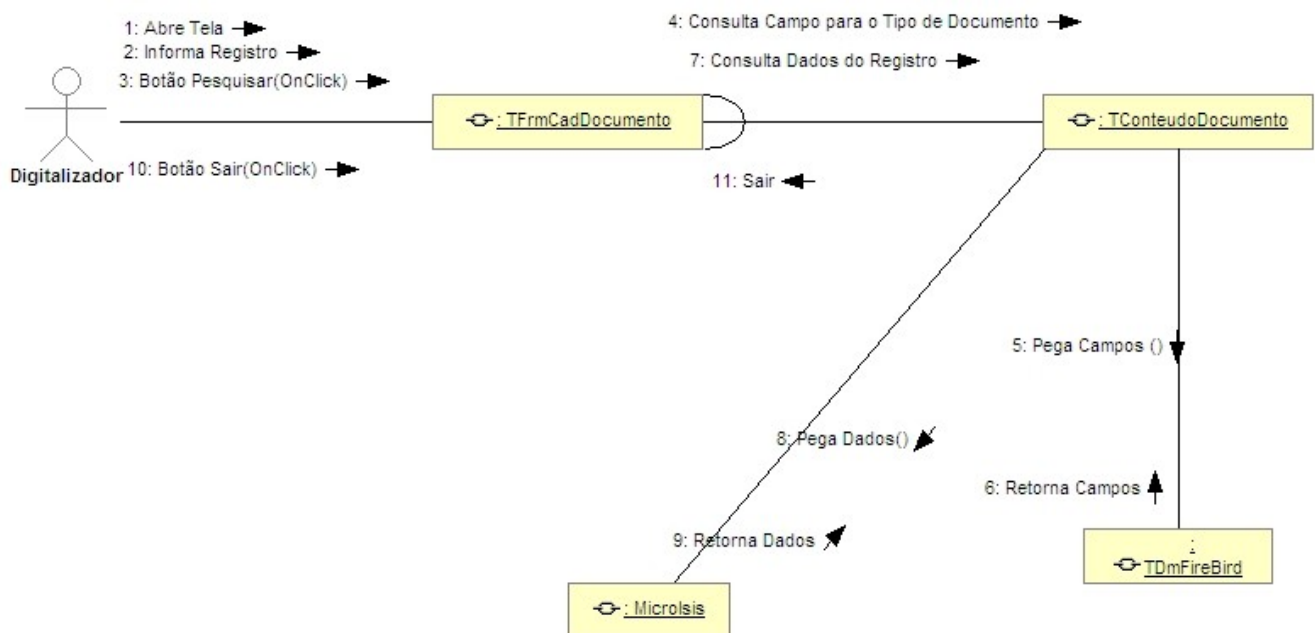 1: Abre Tela
2: Informa Registro
3: Botão Pesquisar(OnClick)
4: Consulta Campo para o Tipo de Documento
7: Consulta Dados do Registro
: TFrmCadDocumento
: TConteudoDocumento
Digitalizador
10: Botão Sair(OnClick)
11: Sair
5: Pega Campos ()
8: Pega Dados()
6: Retorna Campos
9: Retorna Dados
:
TDmFireBird
: MicroIsis